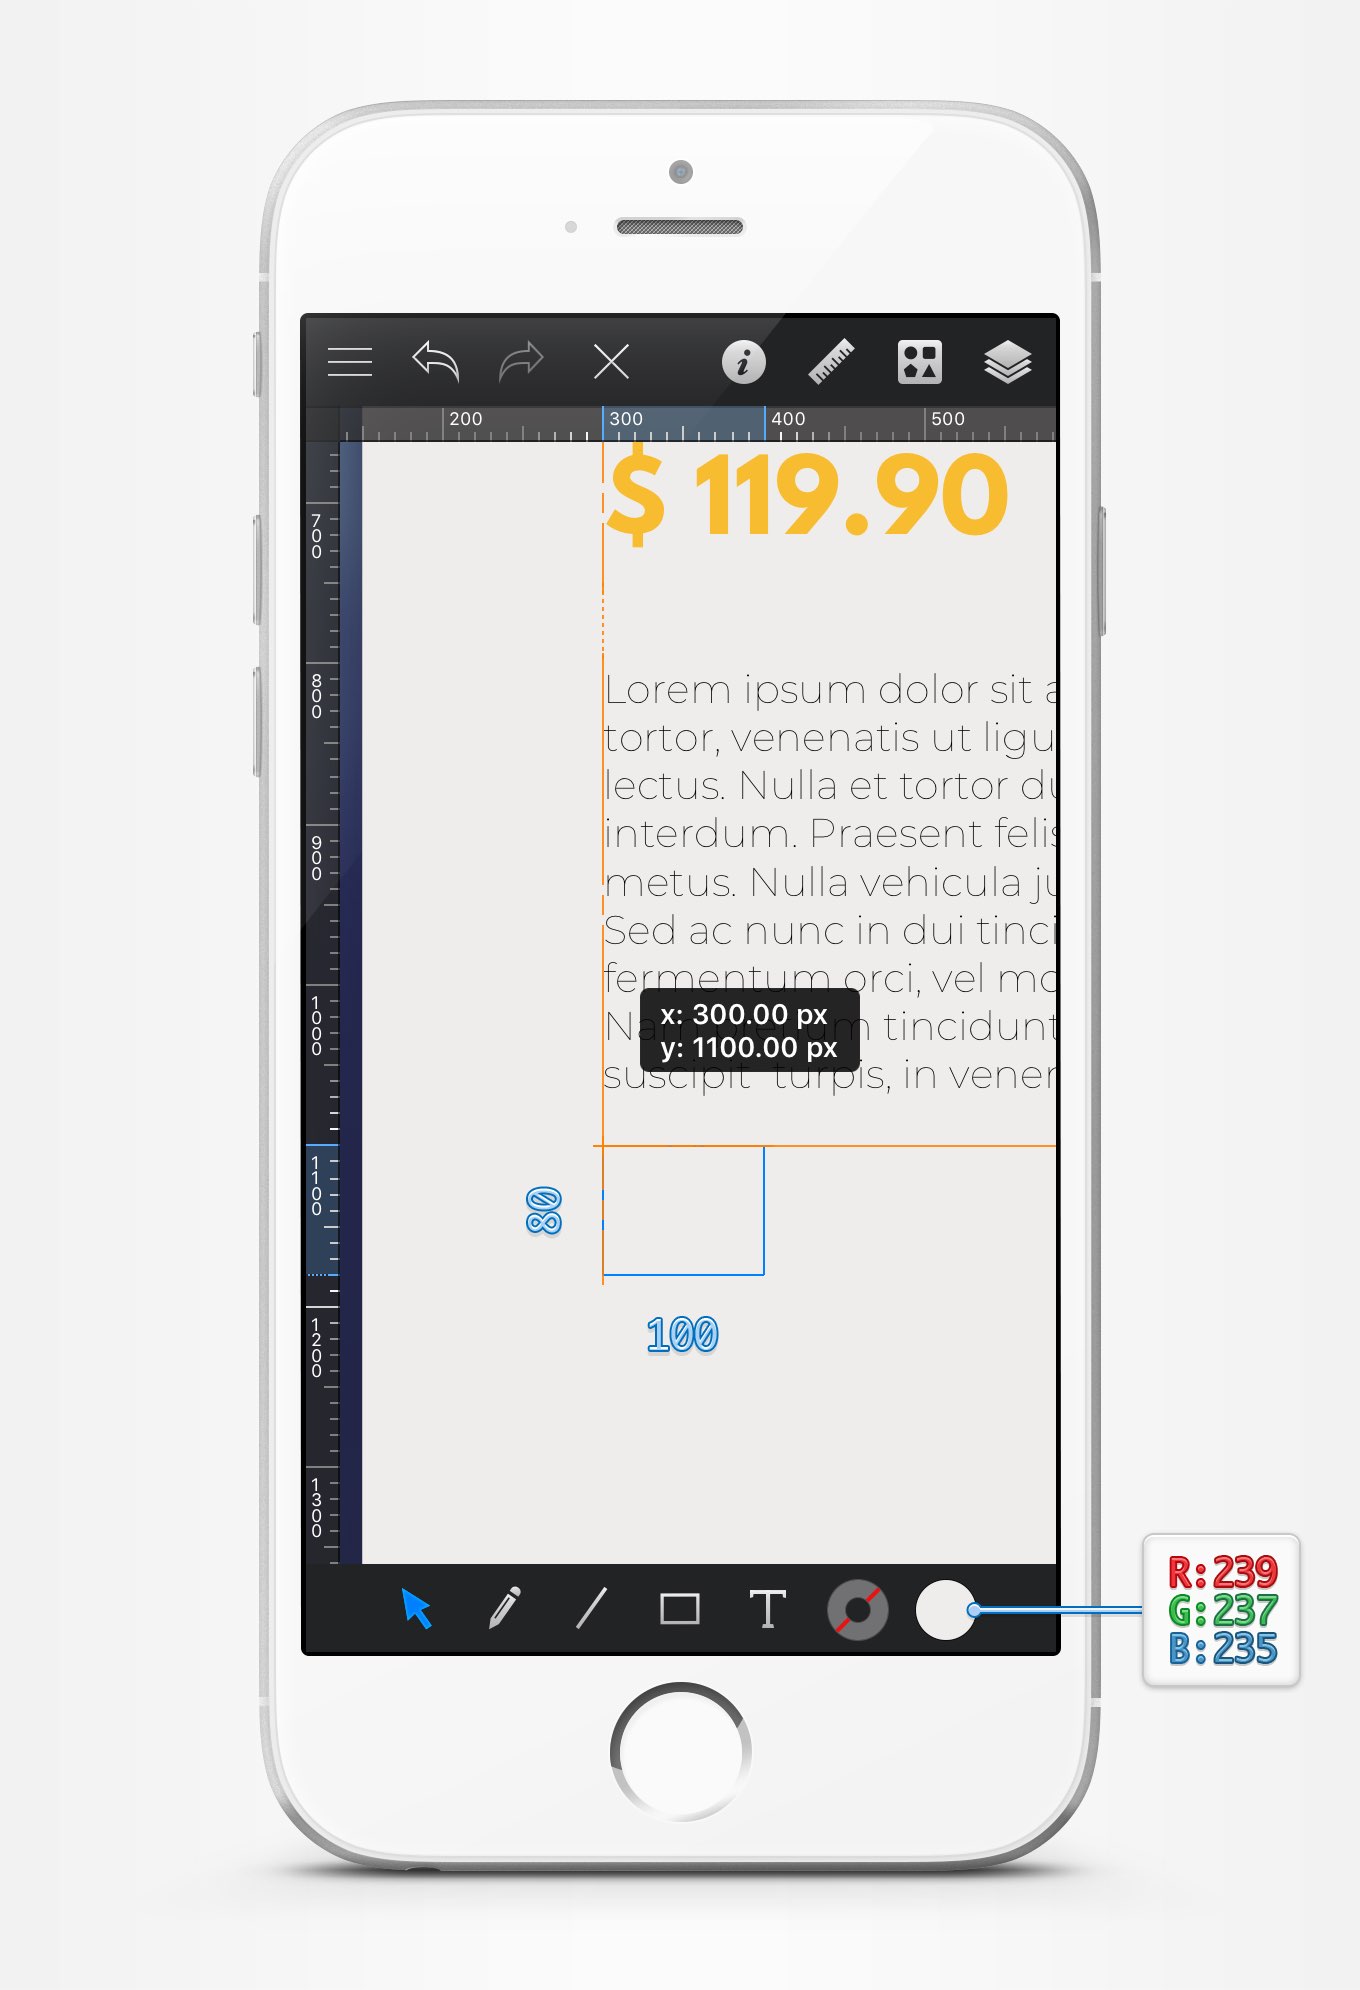 200
300
400
500
$ 119.90
700
800
Lorem ipsum dolor sit a
tortor, venenatis ut ligu
lectus. Nulla et tortor du
900
interdum. Praesent felis
metus. Nulla vehicula ju
Sed ac nunc in dui tinci
fermentum orci, vel mo
1000
x: 300.00 px
Nam pretium tincidunt
y: 1100.00 px
suscipit turpis, in vener
1100
80
100
1200
1300
T
R:239
G:237
B:235